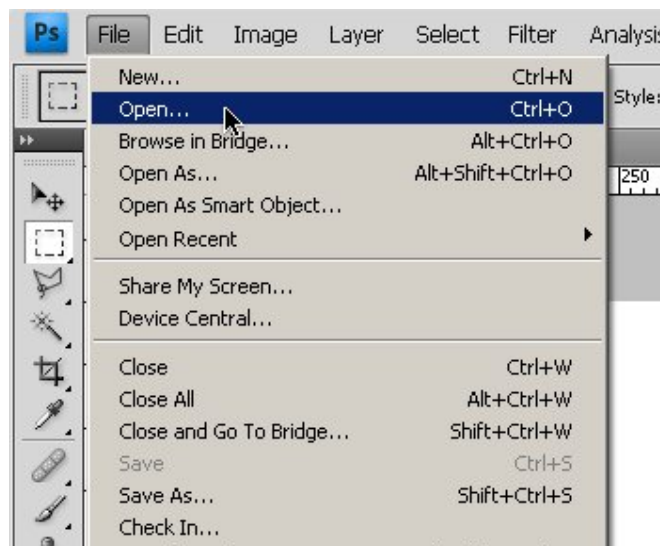 Ps File Edit Image Layer Select Filter Analysis
New... Ctrl+N
Open... Ctrl+O
Style:
Browse in Bridge... Alt+Ctrl+O
Open As... Alt+Shift+Ctrl+O
250
Open As Smart Object...
Open Recent
Share My Screen...
Device Central...
Close Ctrl+W
Close All Alt+Ctrl+W
Close and Go To Bridge... Shift+Ctrl+W
Save Ctrl+S
Save As... Shift+Ctrl+S
Check In...